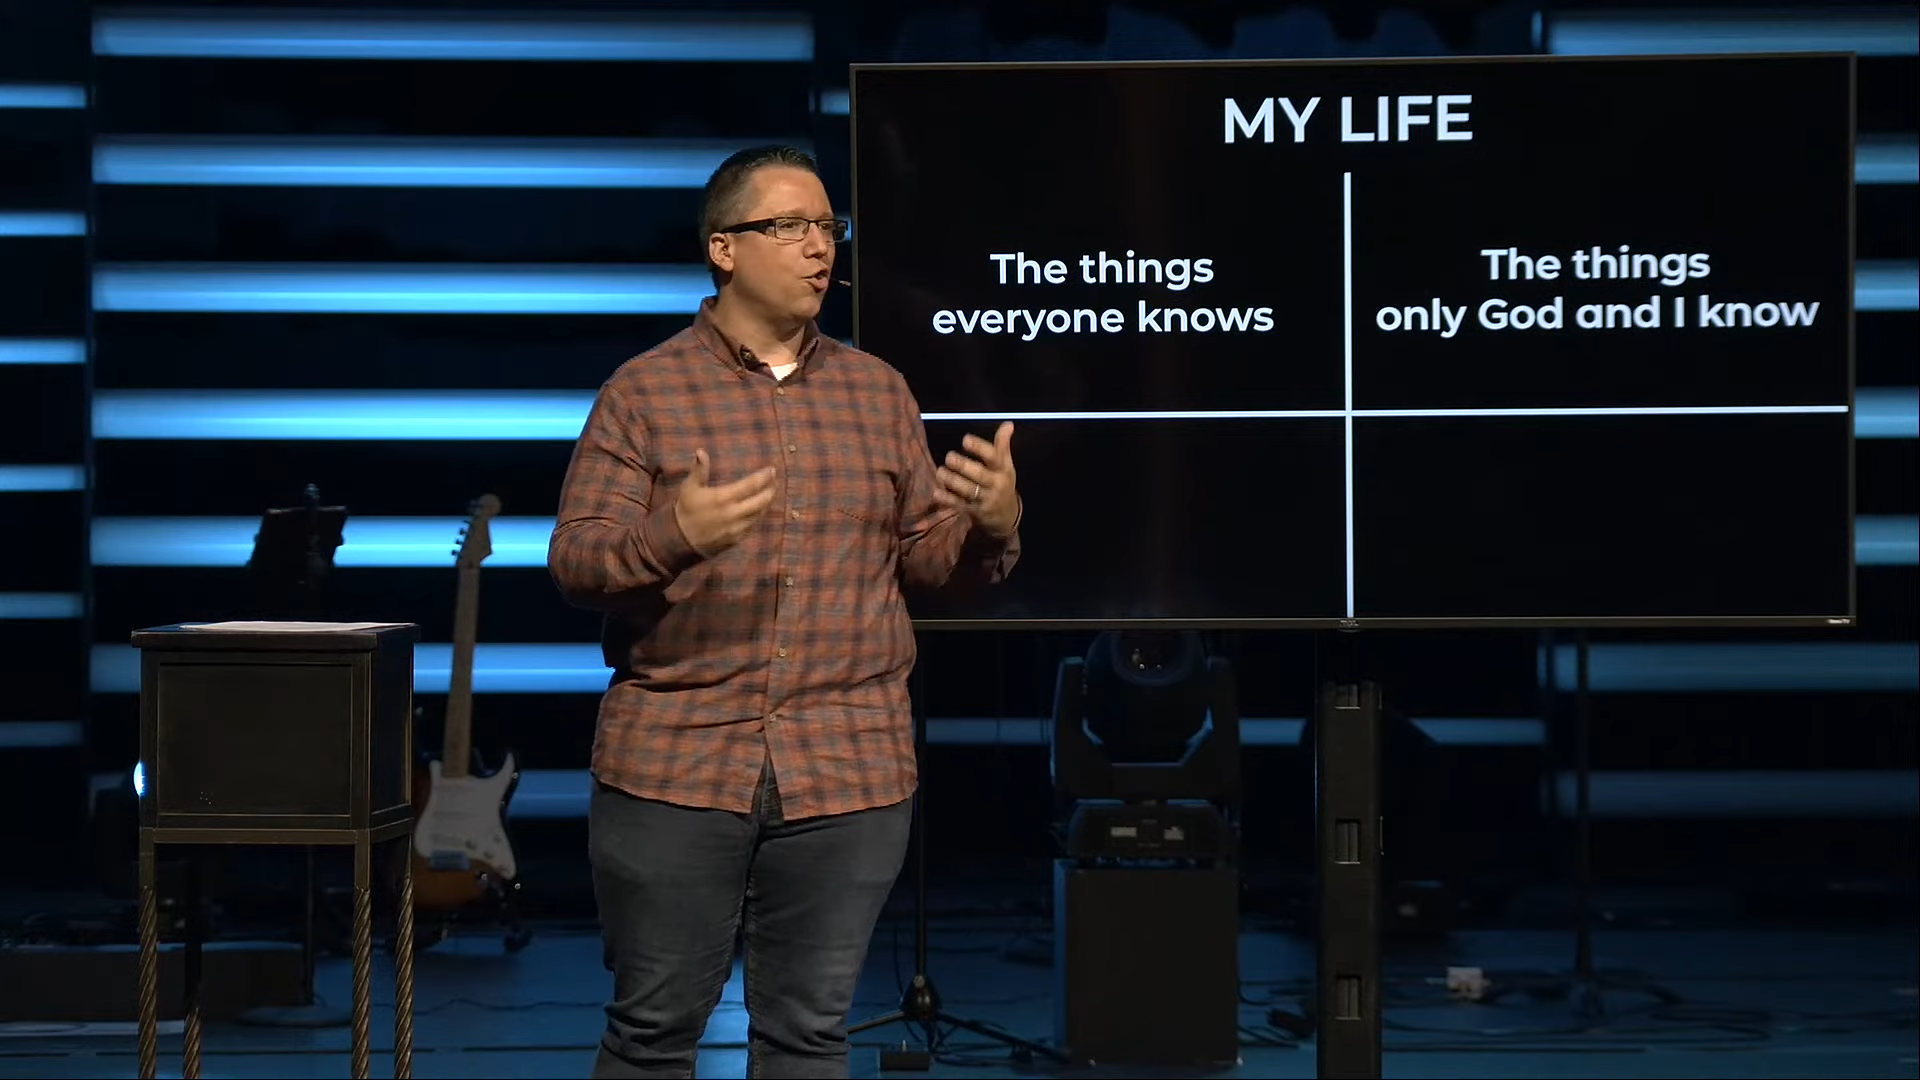 MY LIFE
The things
everyone knows
The things
only God and I know